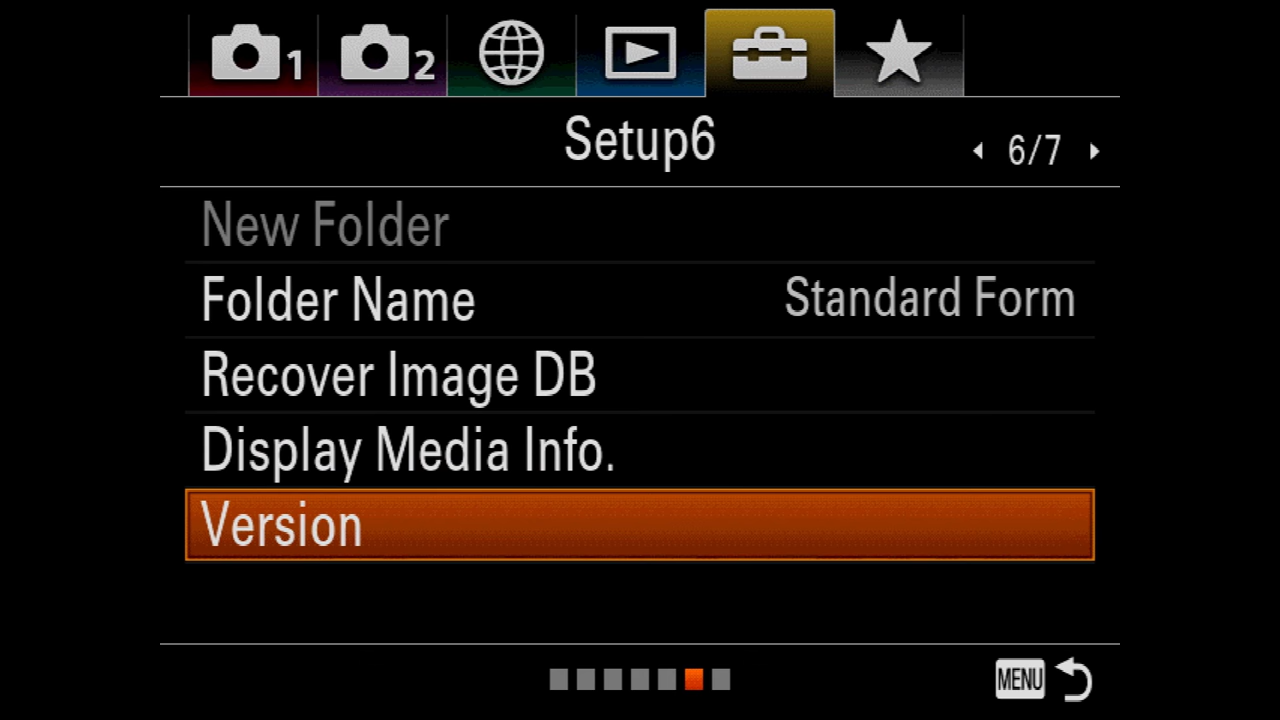 1 2
Setup6
6/7
New Folder
Folder Name Standard Form
Recover Image DB
Display Media Info.
Version
MENU